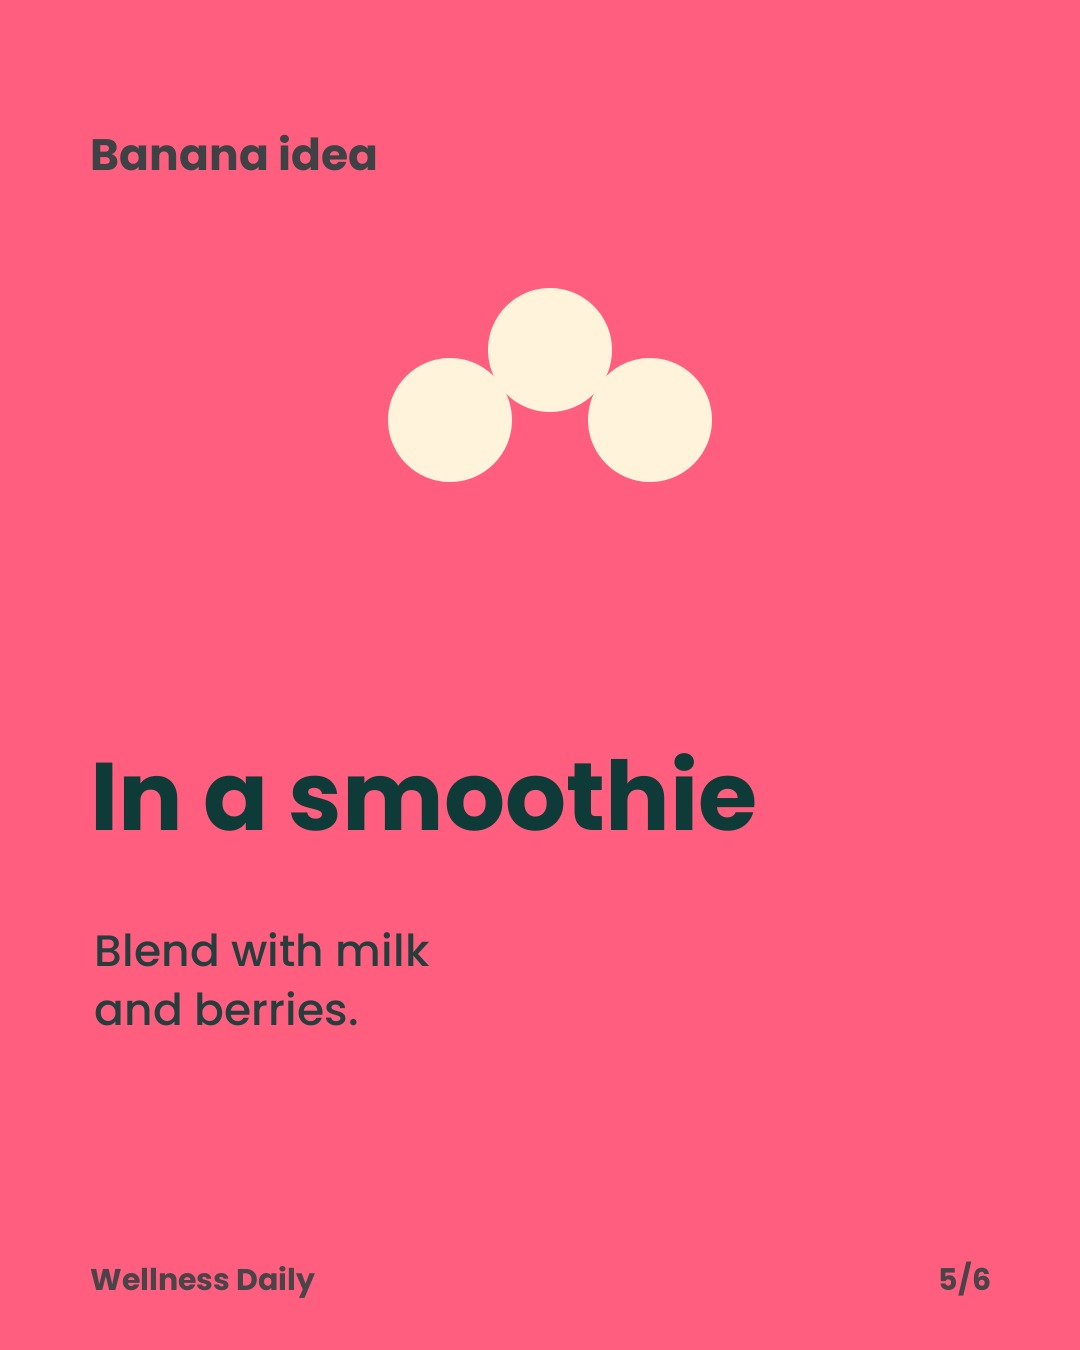 Banana idea
In a smoothie
Blend with milk
and berries.
Wellness Daily
5/6